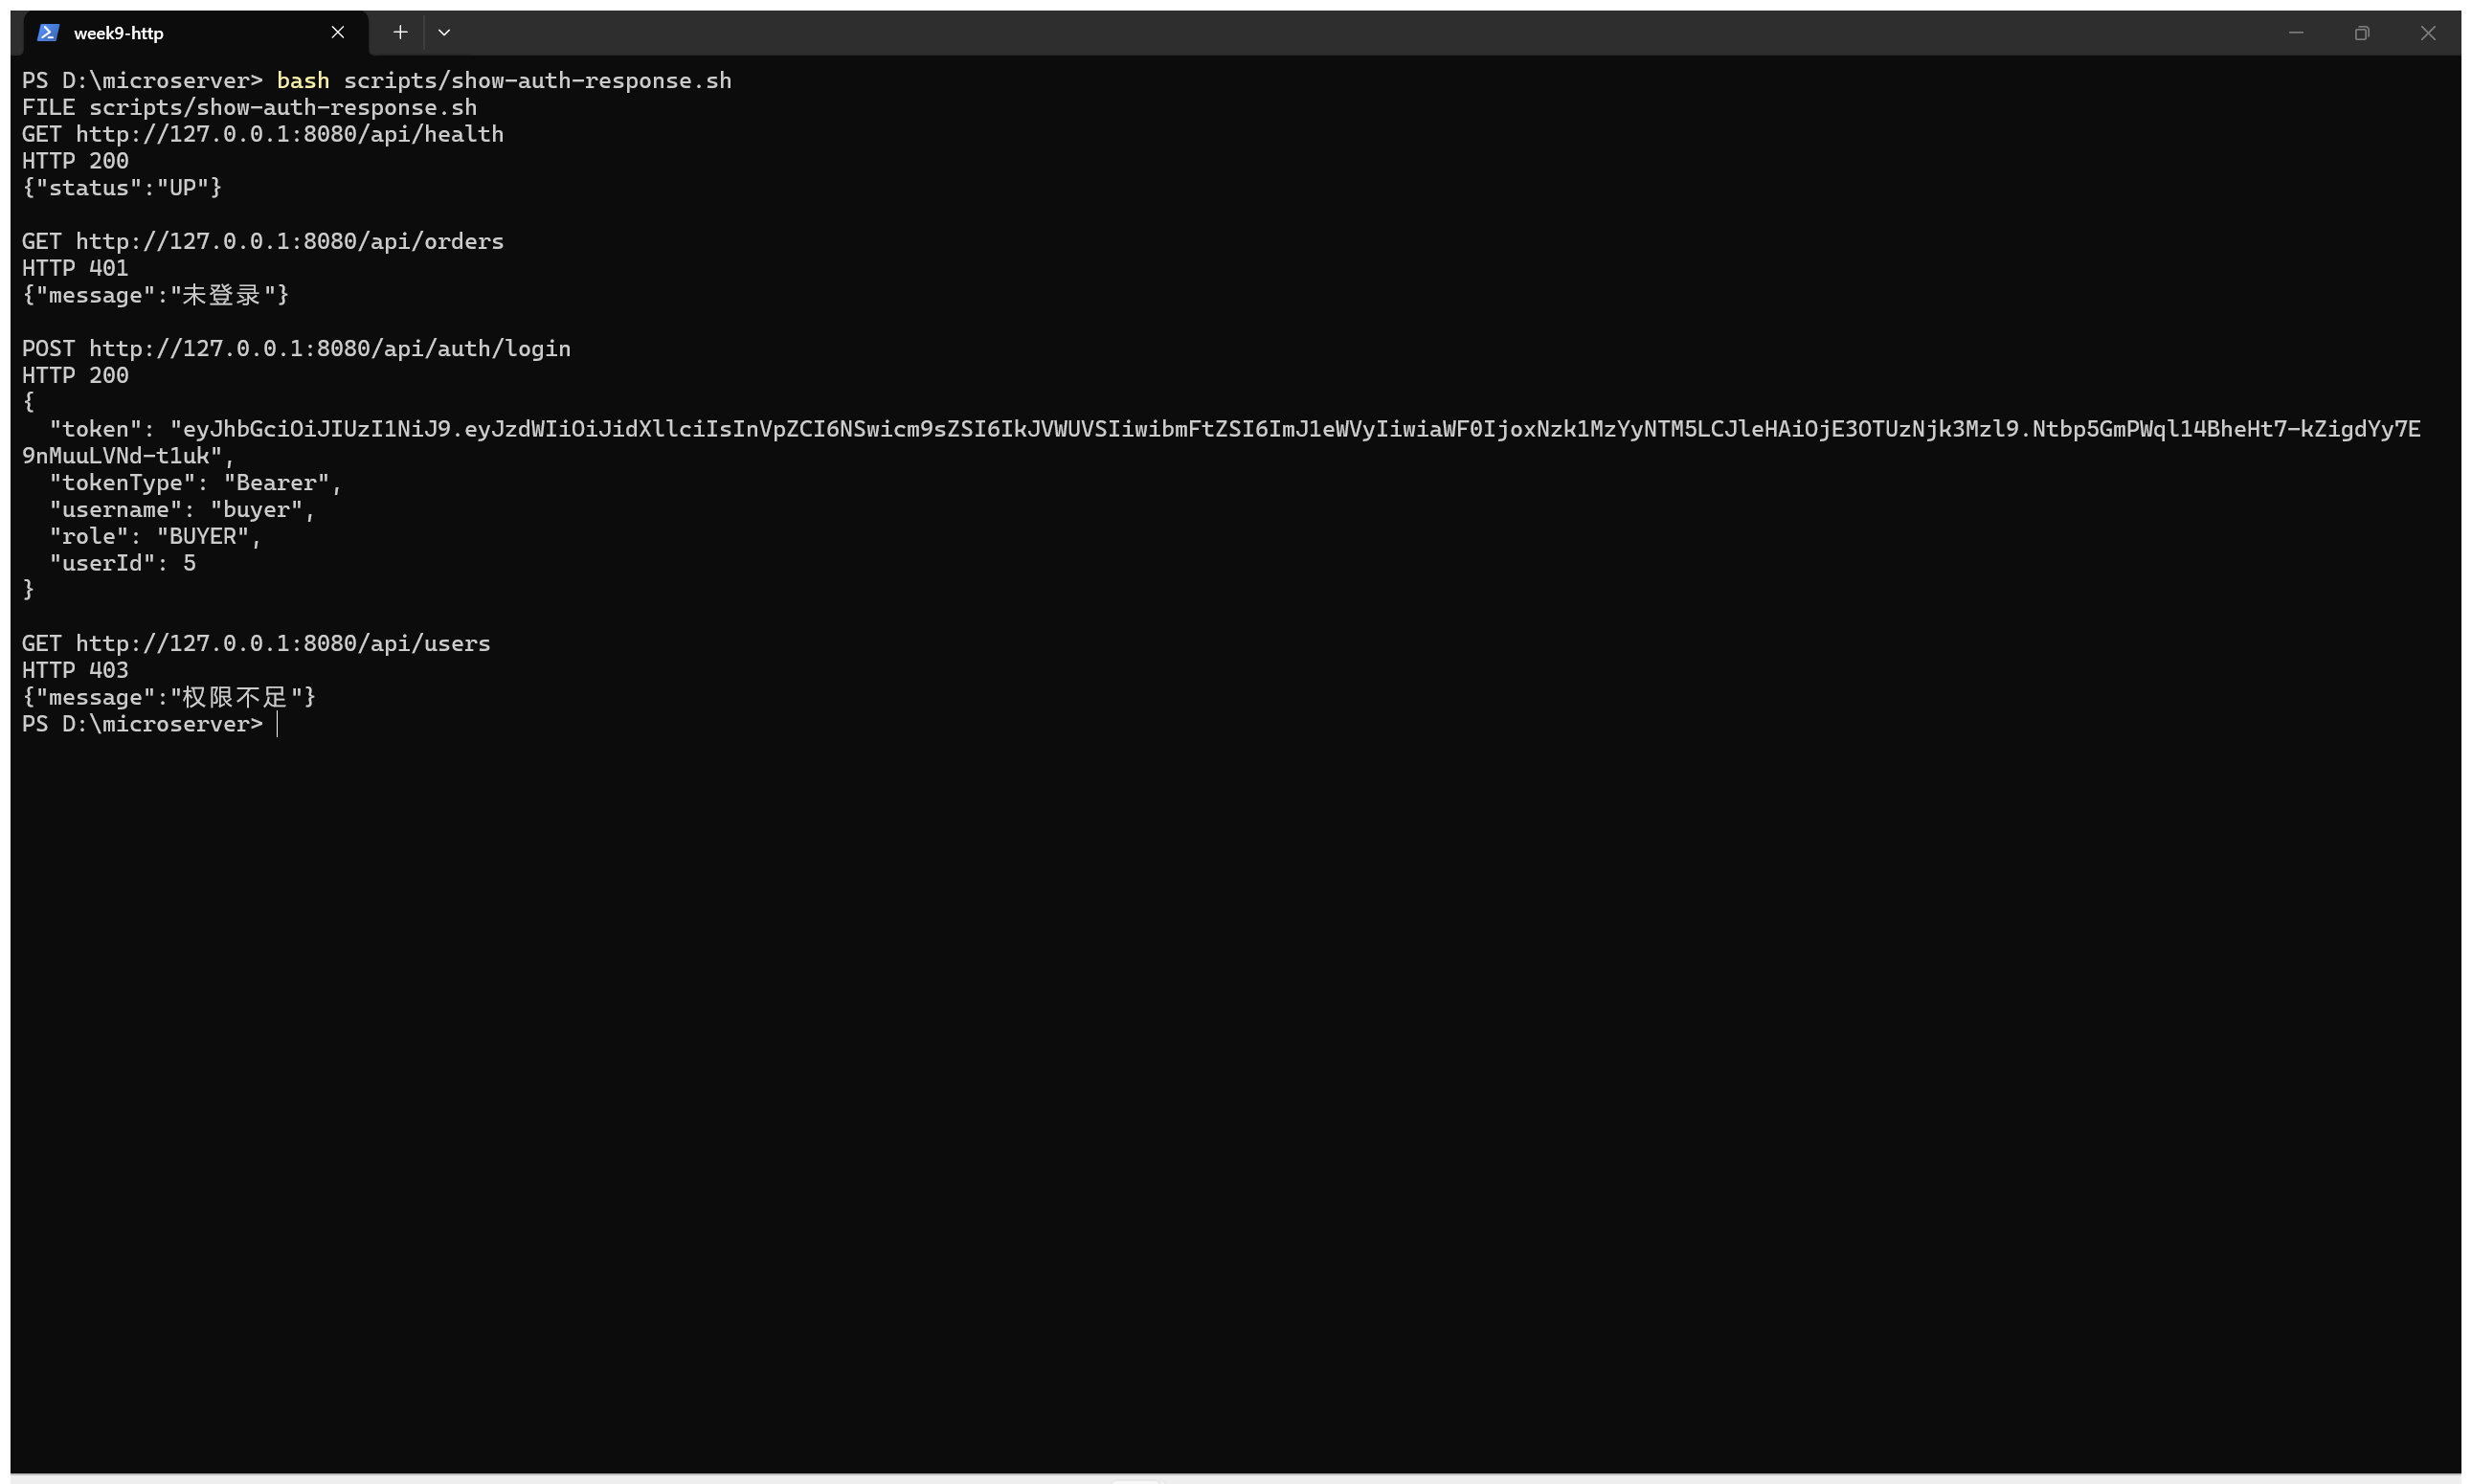 week9-http
PS D:\microserver> bash scripts/show-auth-response.sh
FILE scripts/show-auth-response.sh
GET http://127.0.0.1:8080/api/health
HTTP 200
{"status":"UP"}
GET http://127.0.0.1:8080/api/orders
HTTP 401
{"message":"未登录"}
POST http://127.0.0.1:8080/api/auth/login
HTTP 200
{
"token": "eyJhbGciOiJIUzI1NiJ9.eyJzdWIiOiJidXllciIsInVpZCI6NSwicm9sZSI6IkJVWUVSIiwibmFtZSI6ImJ1eWVyIiwiaWF0IjoxNzk1MzYyNTM5LCJleHAiOjE3OTUzNjk3Mzl9.Ntbp5GmPWql14BheHt7-kZigdYy7E
9nMuuLVNd-t1uk",
"tokenType": "Bearer",
"username": "buyer",
"role": "BUYER",
"userId": 5
}
GET http://127.0.0.1:8080/api/users
HTTP 403
{"message":"权限不足"}
PS D:\microserver>